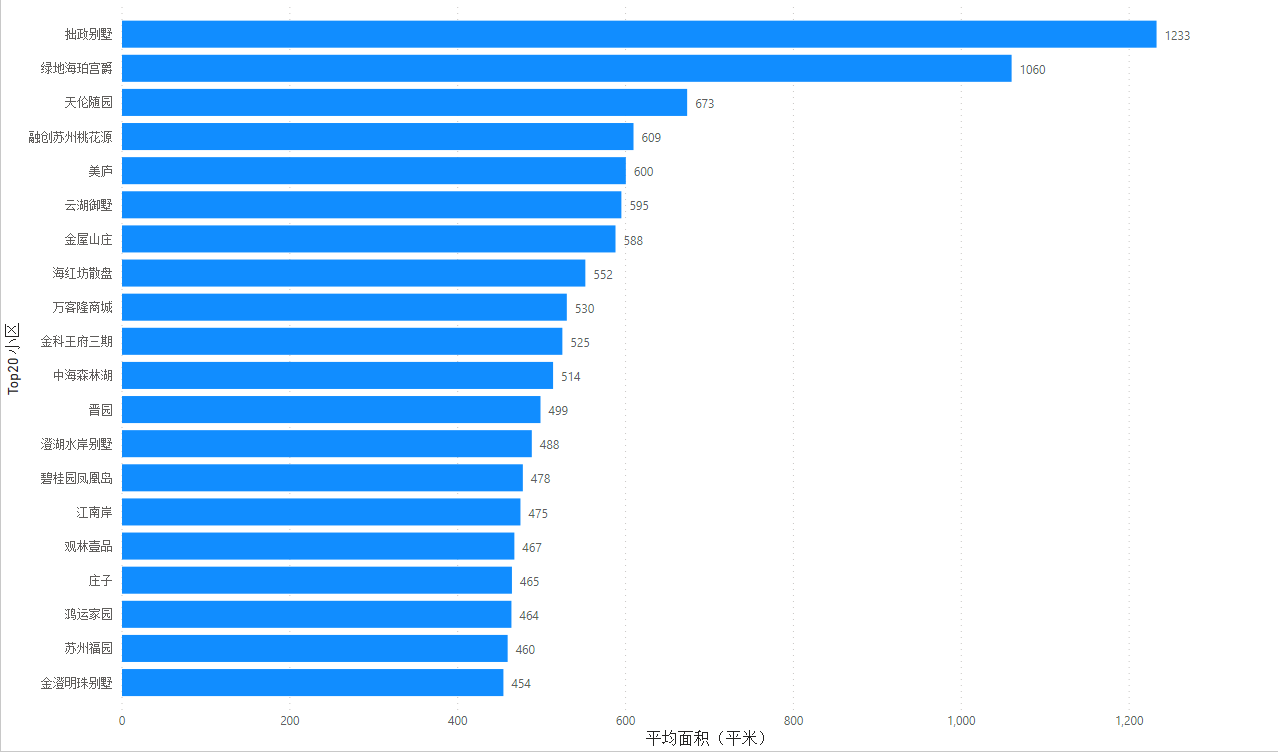 拙政别墅 1233
绿地海珀宫爵 1060
天伦随园 673
融创苏州桃花源 609
美庐 600
云湖御墅 595
金屋山庄 588
海红坊散盘 552
万客隆商城 530
金科王府三期 525
中海森林湖 514
晋园 499
澄湖水岸别墅 488
碧桂园凤凰岛 478
江南岸 475
观林壹品 467
庄子 465
鸿运家园 464
苏州福园 460
金澄明珠别墅 454
Top20 小区
0 200 400 600 800 1,000 1,200
平均面积（平米）